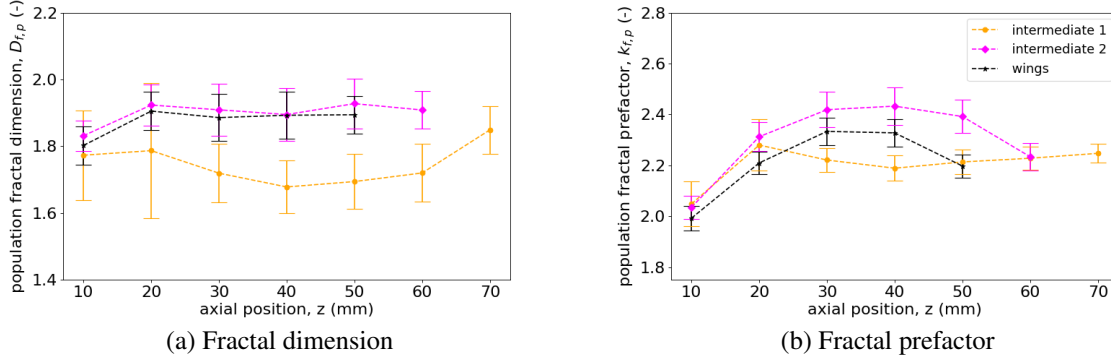 2.2
2.0
1.8
1.6
1.4
population fractal dimension, D_{f,p} (-)
10 20 30 40 50 60 70
axial position, z (mm)
(a) Fractal dimension
2.8
2.6
2.4
2.2
2.0
1.8
population fractal prefactor, k_{f,p} (-)
intermediate 1
intermediate 2
wings
10 20 30 40 50 60 70
axial position, z (mm)
(b) Fractal prefactor